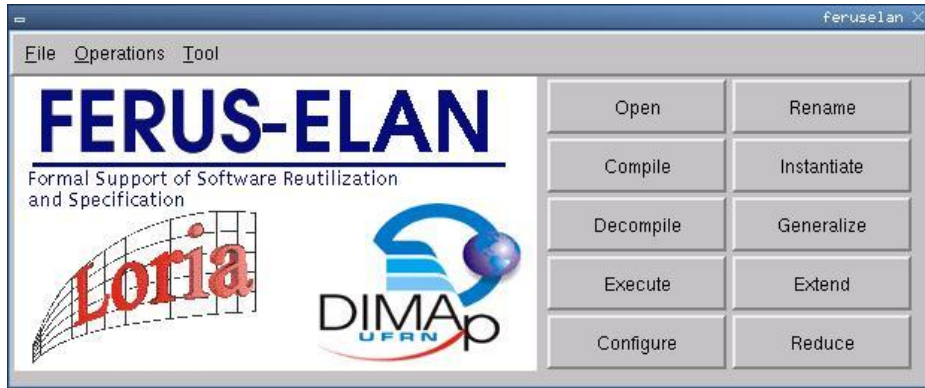 feruselan
File Operations Tool
FERUS-ELAN
Formal Support of Software Reutilization
and Specification
Loria
DIMAp
UFRN
Open Rename
Compile Instantiate
Decompile Generalize
Execute Extend
Configure Reduce